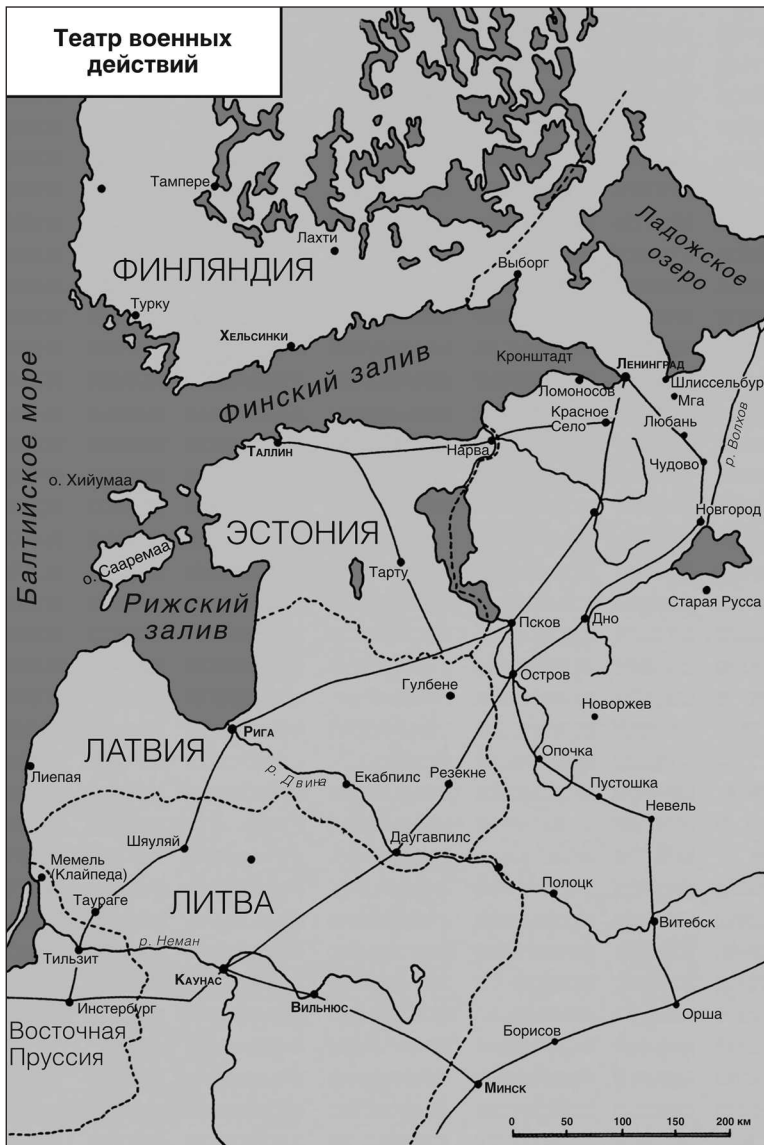 Театр военных
действий
Тампере
Лахти
ФИНЛЯНДИЯ
Турку
Хельсинки
Выборг
Ладожское
озеро
Балтийское море
Финский залив
Кронштадт
Ленинград
Ломоносов
Шлиссельбур
Мга
Красное
Село
Любань
р. Волхов
Таллин
Нарва
Чудово
о. Хийумаа
Новгород
ЭСТОНИЯ
о. Сааремаа
Тарту
Рижский
залив
Старая Русса
Псков
Дно
Остров
Гулбене
Новоржев
Рига
ЛАТВИЯ
Опочка
Лиепая
р. Двина
Екабпилс
Резекне
Пустошка
Невель
Шяуляй
Даугавпилс
Мемель
(Клайпеда)
Полоцк
Таураге
ЛИТВА
Витебск
р. Неман
Тильзит
Каунас
Инстербург
Вильнюс
Орша
Восточная
Пруссия
Борисов
Минск
0 50 100 150 200 км